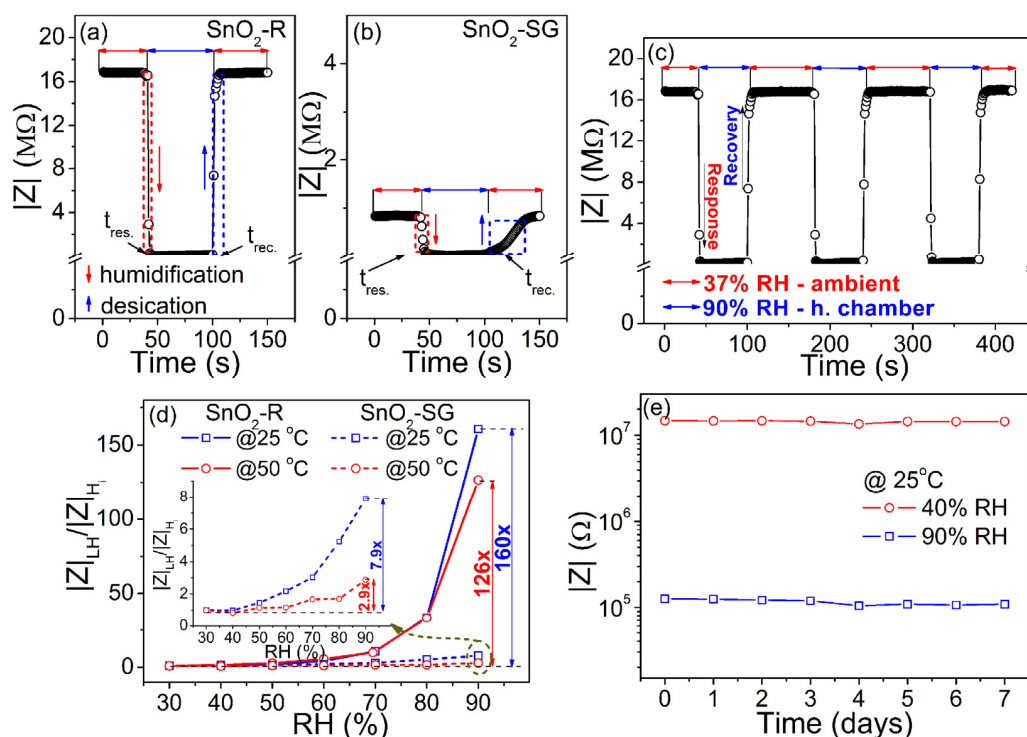 (a)
SnO2-R
20
16
12
8
4
0
|Z| (MΩ)
tres.
trec.
humidification
desication
0 50 100 150
Time (s)
(b)
SnO2-SG
4
2
0
|Z| (MΩ)
tres.
trec.
0 50 100 150
Time (s)
(c)
20
16
12
8
4
0
|Z| (MΩ)
Response
Recovery
37% RH - ambient
90% RH - h. chamber
0 100 200 300 400
Time (s)
(d)
SnO2-R SnO2-SG
@25 °C @25 °C
@50 °C @50 °C
150
100
50
0
|Z|LH/|Z|Hi
126x
160x
8
6
4
2
0
|Z|LH/|Z|Hi
2.9x
7.9x
30 40 50 60 70 80 90
RH (%)
30 40 50 60 70 80 90
RH (%)
(e)
10^7
10^6
10^5
|Z| (Ω)
@ 25°C
40% RH
90% RH
0 1 2 3 4 5 6 7
Time (days)